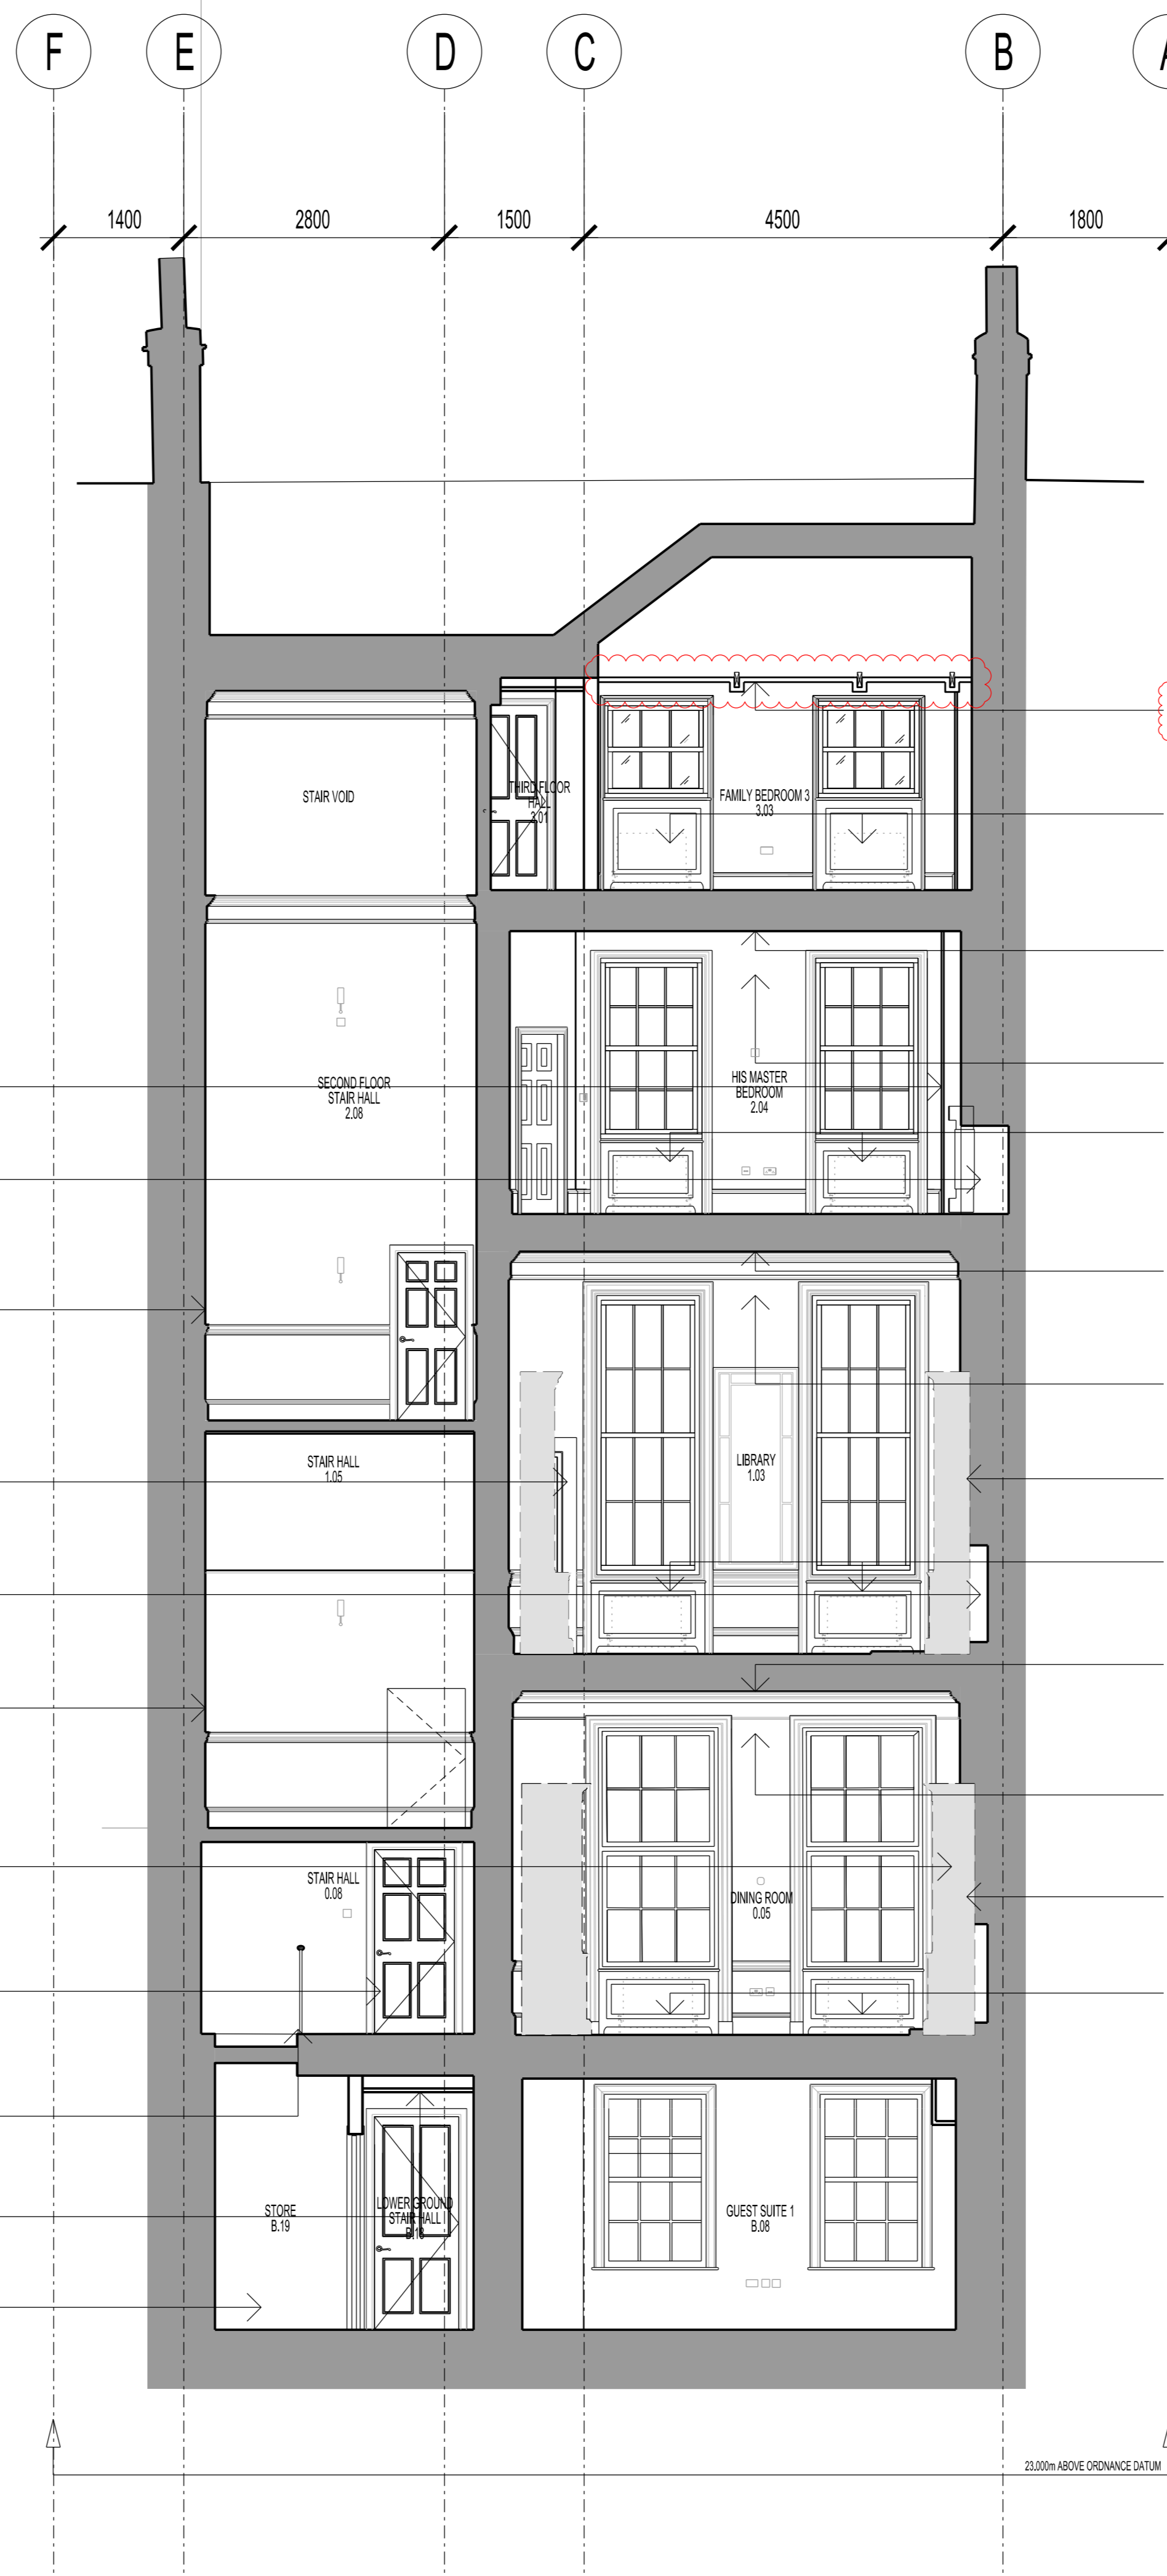 F
E
D
C
B
A
1400
2800
1500
4500
1800
STAIR VOID
THIRD FLOOR
HALL
3.01
FAMILY BEDROOM 3
3.03
SECOND FLOOR
STAIR HALL
2.08
HIS MASTER
BEDROOM
2.04
STAIR HALL
1.05
LIBRARY
1.03
STAIR HALL
0.08
DINING ROOM
0.05
STORE
B.19
LOWER GROUND
STAIR HALL
B.18
GUEST SUITE 1
B.08
23.000m ABOVE ORDNANCE DATUM